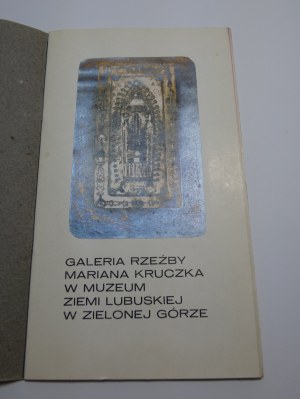 GALERIA RZEŹBY
MARIANA KRUCZKA
W MUZEUM
ZIEMI LUBUSKIEJ
W ZIELONEJ GÓRZE